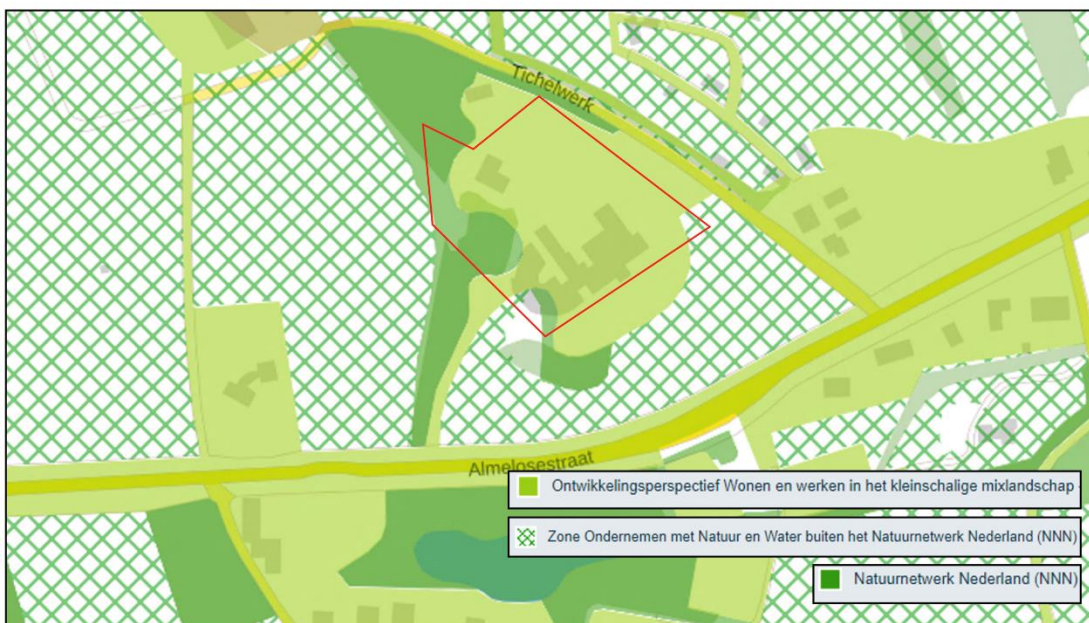 Tichelwerk
Almelosestraat
Ontwikkelingsperspectief Wonen en werken in het kleinschalige mixlandschap
Zone Ondernemen met Natuur en Water buiten het Natuurnetwerk Nederland (NNN)
Natuurnetwerk Nederland (NNN)